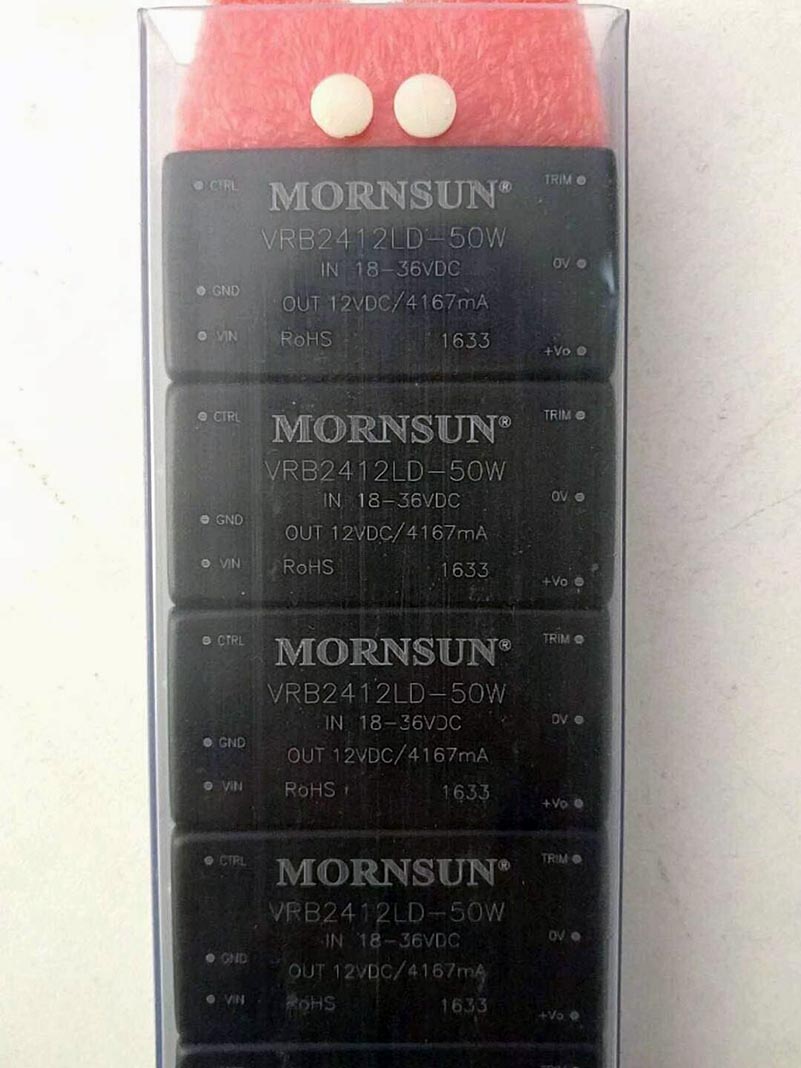 CTRL MORNSUN® TRIM
VRB2412LD-50W
IN 18-36VDC 0V
GND OUT 12VDC/4167mA
VIN RoHS 1633 +Vo
CTRL MORNSUN® TRIM
VRB2412LD-50W
IN 18-36VDC 0V
GND OUT 12VDC/4167mA
VIN RoHS 1633 +Vo
CTRL MORNSUN® TRIM
VRB2412LD-50W
IN 18-36VDC 0V
GND OUT 12VDC/4167mA
VIN RoHS 1633 +Vo
CTRL MORNSUN® TRIM
VRB2412LD-50W
IN 18-36VDC 0V
GND OUT 12VDC/4167mA
VIN RoHS 1633 +Vo